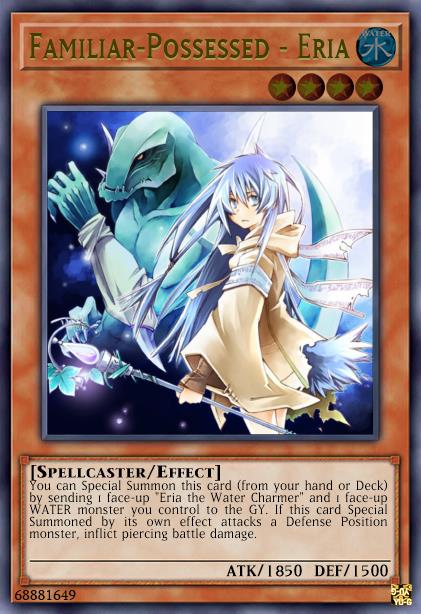 Familiar-Possessed - Eria
WATER
水
[Spellcaster/Effect]
You can Special Summon this card (from your hand or Deck)
by sending 1 face-up "Eria the Water Charmer" and 1 face-up
WATER monster you control to the GY. If this card Special
Summoned by its own effect attacks a Defense Position
monster, inflict piercing battle damage.
ATK/1850 DEF/1500
68881649